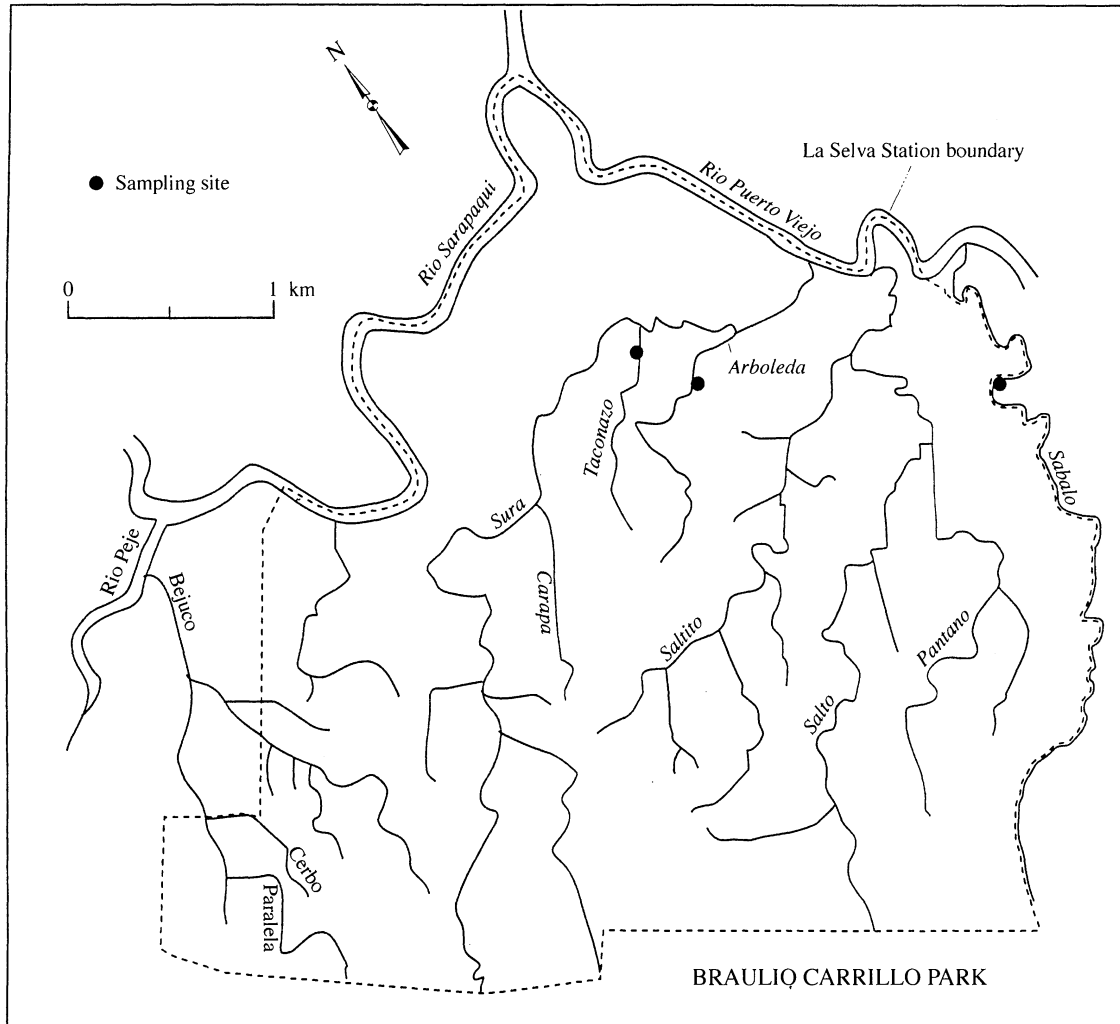 N
La Selva Station boundary
Sampling site
Rio Puerto Viejo
Rio Sarapaqui
0 1 km
Arboleda
Taconazo
Sabalo
Sura
Rio Peje
Bejuco
Carapa
Saltito
Pantano
Salto
Cerbo
Paralela
BRAULIO CARRILLO PARK